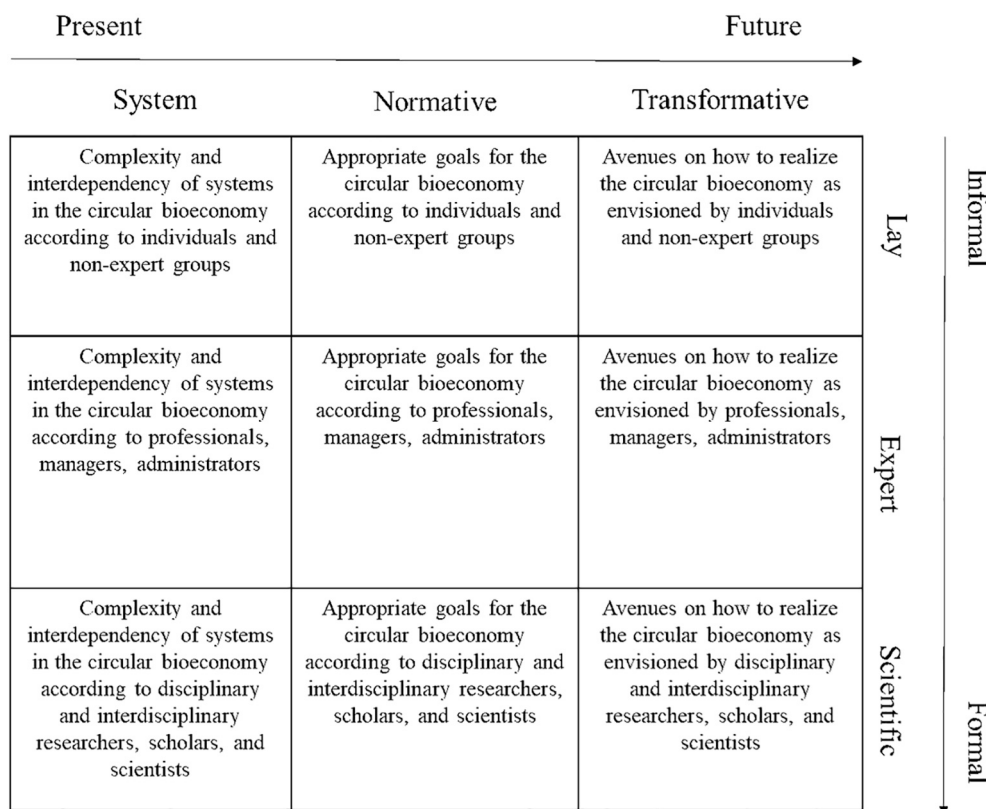 Present
Future
System
Normative
Transformative
Complexity and
interdependency of systems
in the circular bioeconomy
according to individuals and
non-expert groups
Appropriate goals for the
circular bioeconomy
according to individuals and
non-expert groups
Avenues on how to realize
the circular bioeconomy as
envisioned by individuals
and non-expert groups
Lay
Informal
Complexity and
interdependency of systems
in the circular bioeconomy
according to professionals,
managers, administrators
Appropriate goals for the
circular bioeconomy
according to professionals,
managers, administrators
Avenues on how to realize
the circular bioeconomy as
envisioned by professionals,
managers, administrators
Expert
Complexity and
interdependency of systems
in the circular bioeconomy
according to disciplinary
and interdisciplinary
researchers, scholars, and
scientists
Appropriate goals for the
circular bioeconomy
according to disciplinary and
interdisciplinary researchers,
scholars, and scientists
Avenues on how to realize
the circular bioeconomy as
envisioned by disciplinary
and interdisciplinary
researchers, scholars, and
scientists
Scientific
Formal